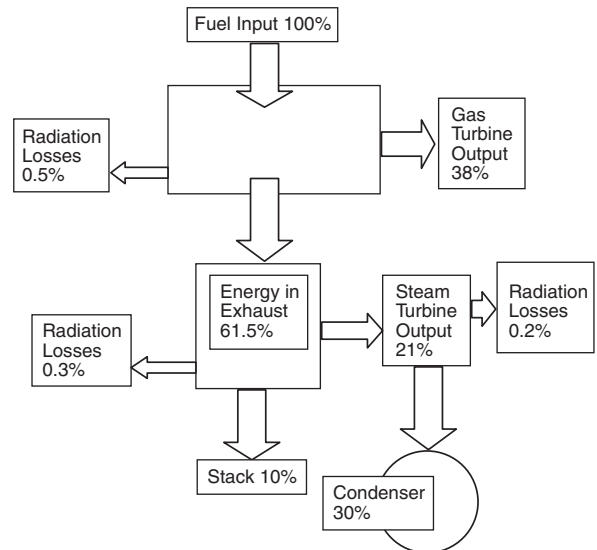 Fuel Input 100%
Gas
Turbine
Output
38%
Radiation
Losses
0.5%
Energy in
Exhaust
61.5%
Steam
Turbine
Output
21%
Radiation
Losses
0.2%
Radiation
Losses
0.3%
Stack 10%
Condenser
30%